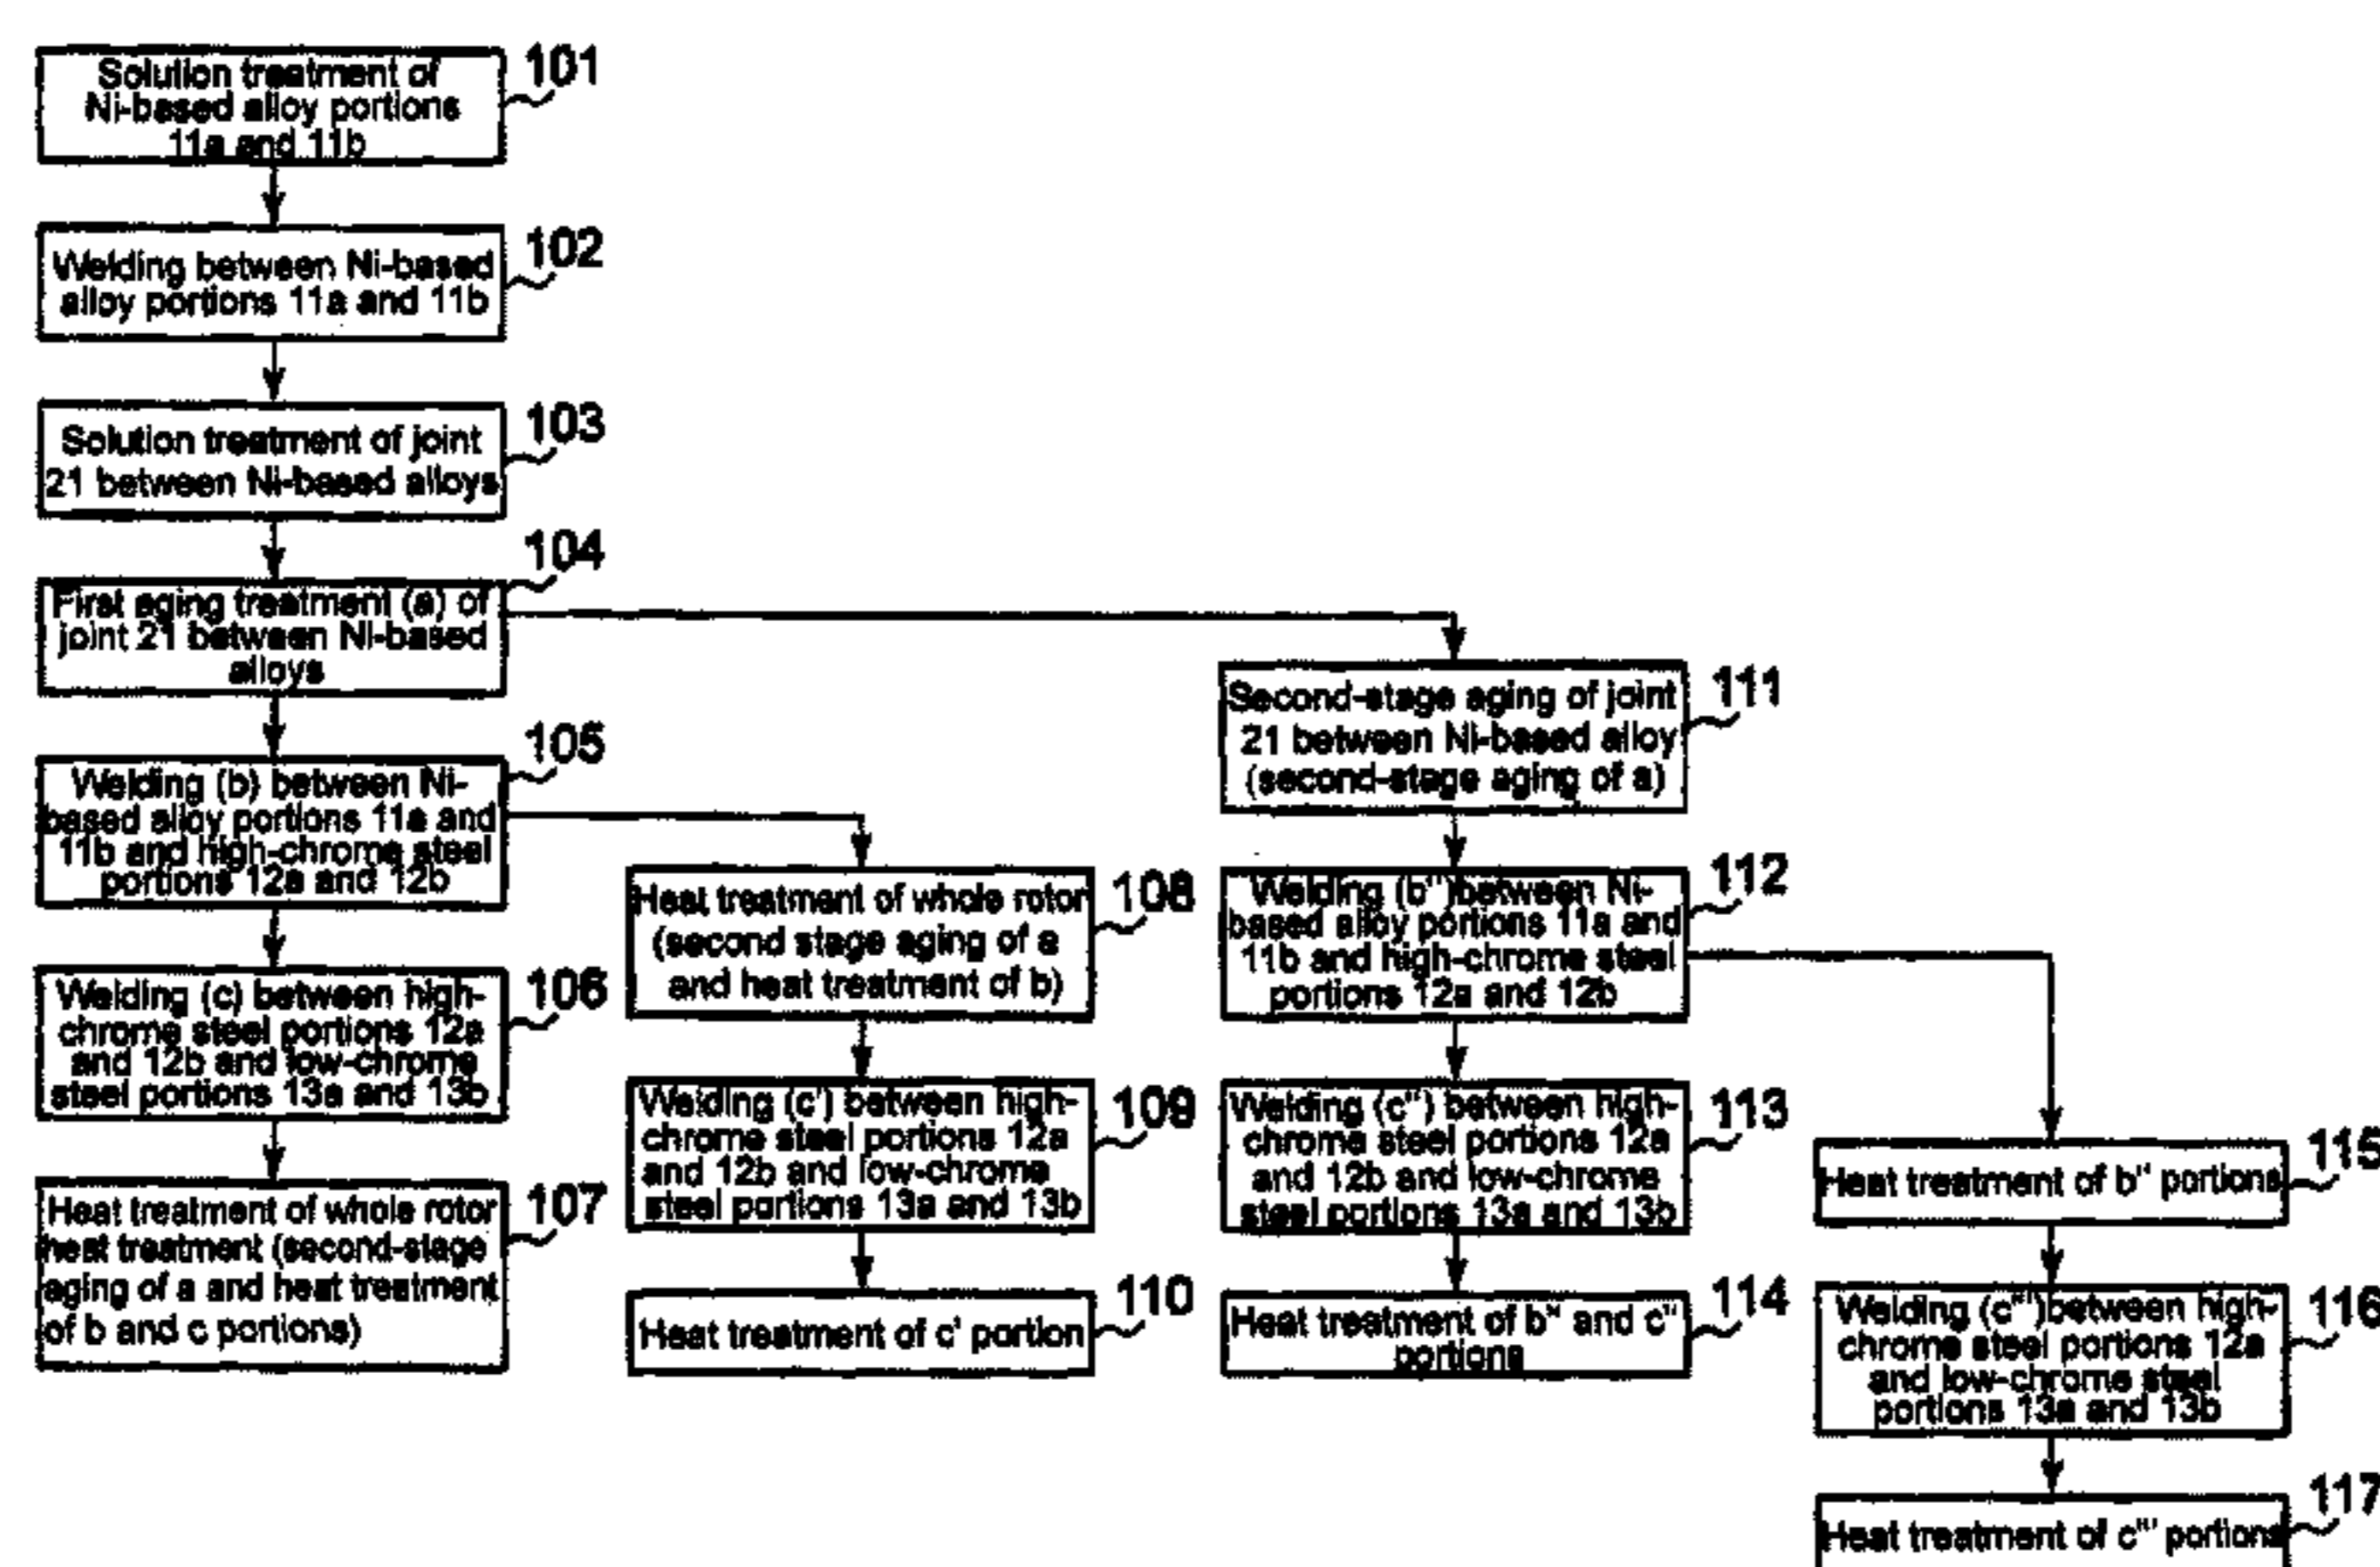 Solution treatment of
Ni-based alloy portions
11a and 11b
101
Welding between Ni-based
alloy portions 11a and 11b
102
Solution treatment of joint
21 between Ni-based alloys
103
First aging treatment (a) of
joint 21 between Ni-based
alloys
104
Welding (b) between Ni-
based alloy portions 11a and
11b and high-chrome steel
portions 12a and 12b
105
Welding (c) between high-
chrome steel portions 12a
and 12b and low-chrome
steel portions 13a and 13b
106
Heat treatment of whole rotor
heat treatment (second-stage
aging of a and heat treatment
of b and c portions)
107
Heat treatment of whole rotor
(second stage aging of a
and heat treatment of b)
108
Welding (c') between high-
chrome steel portions 12a
and 12b and low-chrome
steel portions 13a and 13b
109
Heat treatment of c' portion
110
Second-stage aging of joint
21 between Ni-based alloy
(second-stage aging of a)
111
Welding (b") between Ni-
based alloy portions 11a and
11b and high-chrome steel
portions 12a and 12b
112
Welding (c") between high-
chrome steel portions 12a
and 12b and low-chrome
steel portions 13a and 13b
113
Heat treatment of b" and c"
portions
114
Heat treatment of b" portions
115
Welding (c"') between high-
chrome steel portions 12a
and low-chrome steel
portions 13a and 13b
116
Heat treatment of c"' portions
117